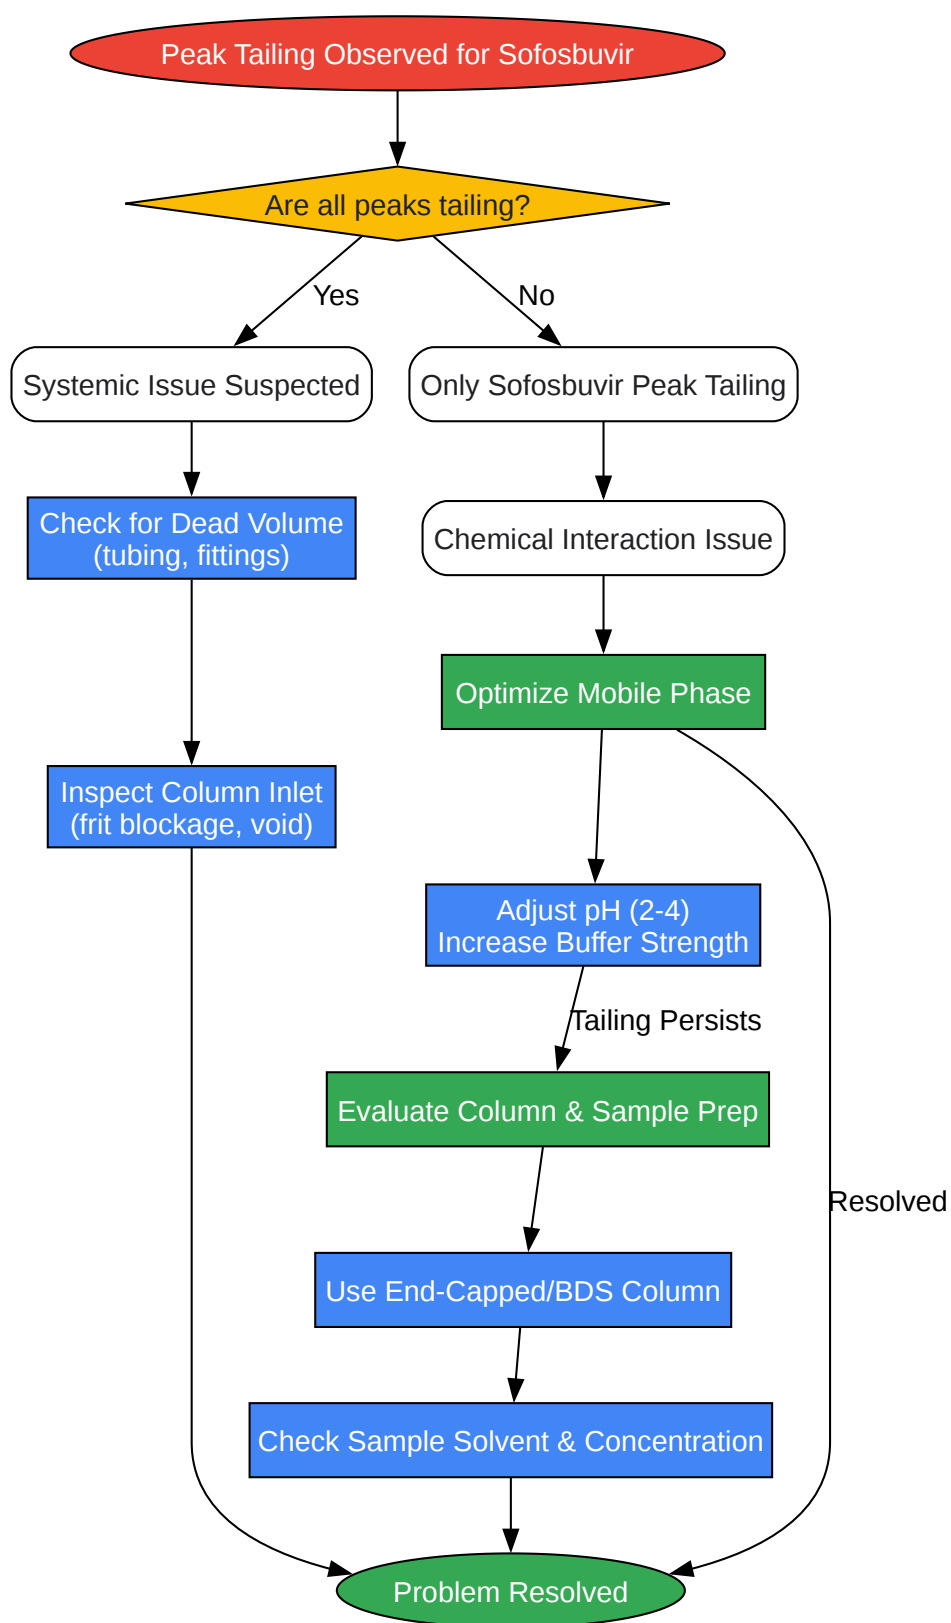 Peak Tailing Observed for Sofosbuvir
Are all peaks tailing?
Yes
No
Systemic Issue Suspected
Only Sofosbuvir Peak Tailing
Check for Dead Volume
(tubing, fittings)
Chemical Interaction Issue
Optimize Mobile Phase
Inspect Column Inlet
(frit blockage, void)
Adjust pH (2-4)
Increase Buffer Strength
Tailing Persists
Evaluate Column & Sample Prep
Resolved
Use End-Capped/BDS Column
Check Sample Solvent & Concentration
Problem Resolved